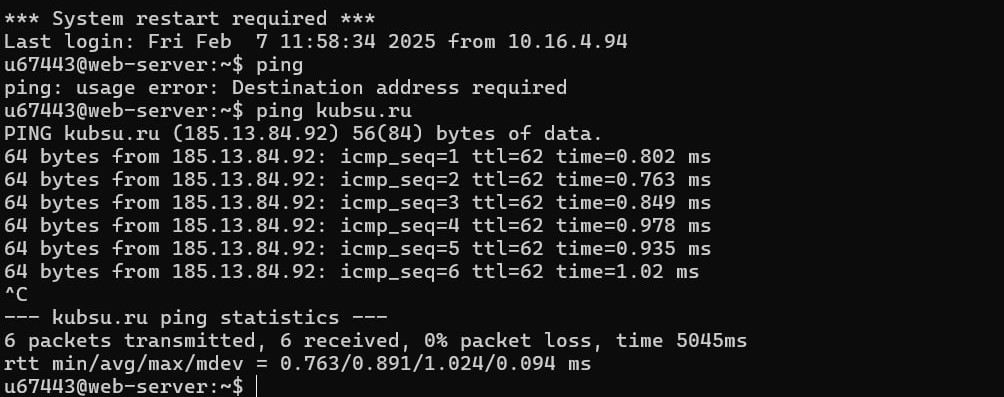 *** System restart required ***
Last login: Fri Feb  7 11:58:34 2025 from 10.16.4.94
u67443@web-server:~$ ping
ping: usage error: Destination address required
u67443@web-server:~$ ping kubsu.ru
PING kubsu.ru (185.13.84.92) 56(84) bytes of data.
64 bytes from 185.13.84.92: icmp_seq=1 ttl=62 time=0.802 ms
64 bytes from 185.13.84.92: icmp_seq=2 ttl=62 time=0.763 ms
64 bytes from 185.13.84.92: icmp_seq=3 ttl=62 time=0.849 ms
64 bytes from 185.13.84.92: icmp_seq=4 ttl=62 time=0.978 ms
64 bytes from 185.13.84.92: icmp_seq=5 ttl=62 time=0.935 ms
64 bytes from 185.13.84.92: icmp_seq=6 ttl=62 time=1.02 ms
^C
--- kubsu.ru ping statistics ---
6 packets transmitted, 6 received, 0% packet loss, time 5045ms
rtt min/avg/max/mdev = 0.763/0.891/1.024/0.094 ms
u67443@web-server:~$